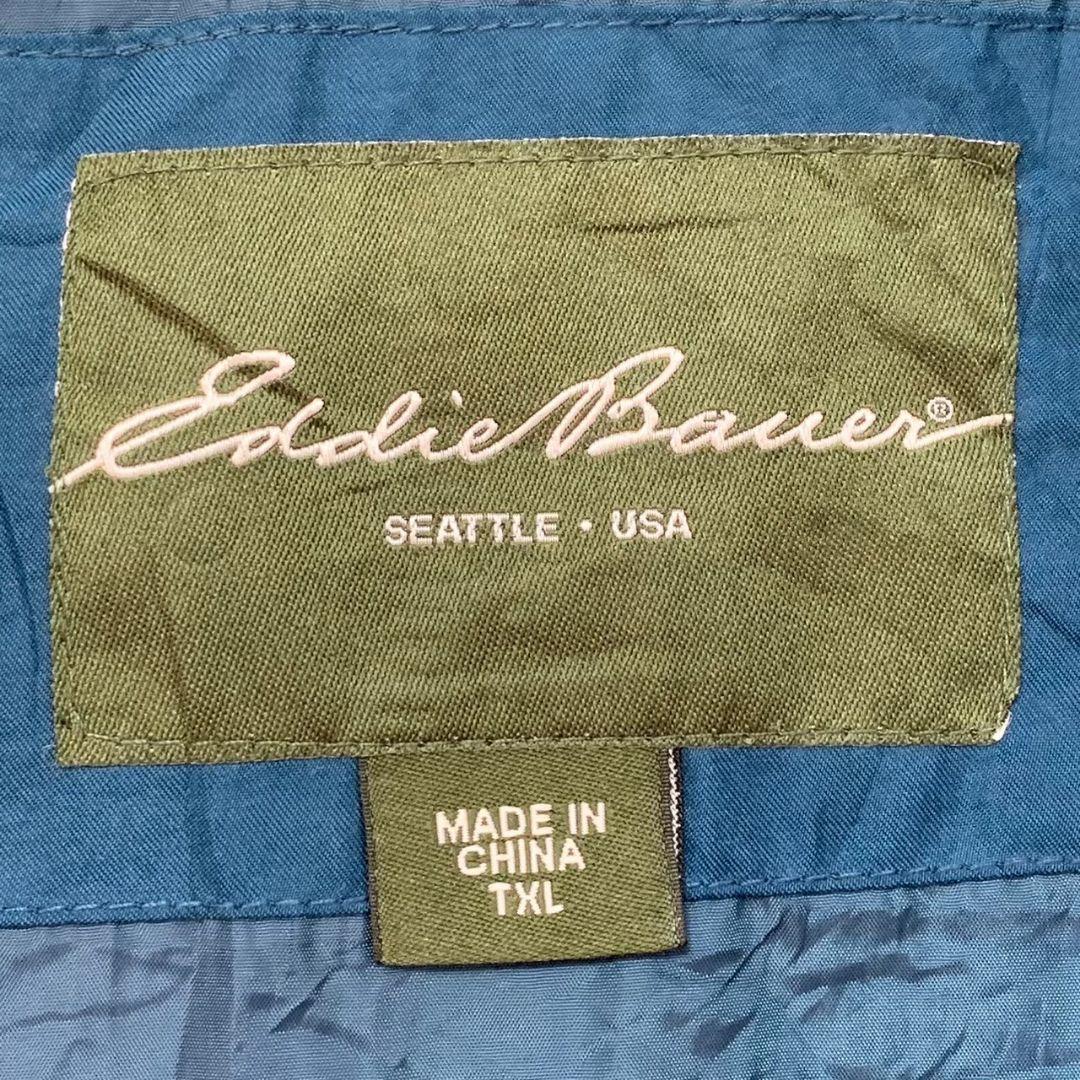 Eddie Bauer®
SEATTLE • USA
MADE IN
CHINA
TXL